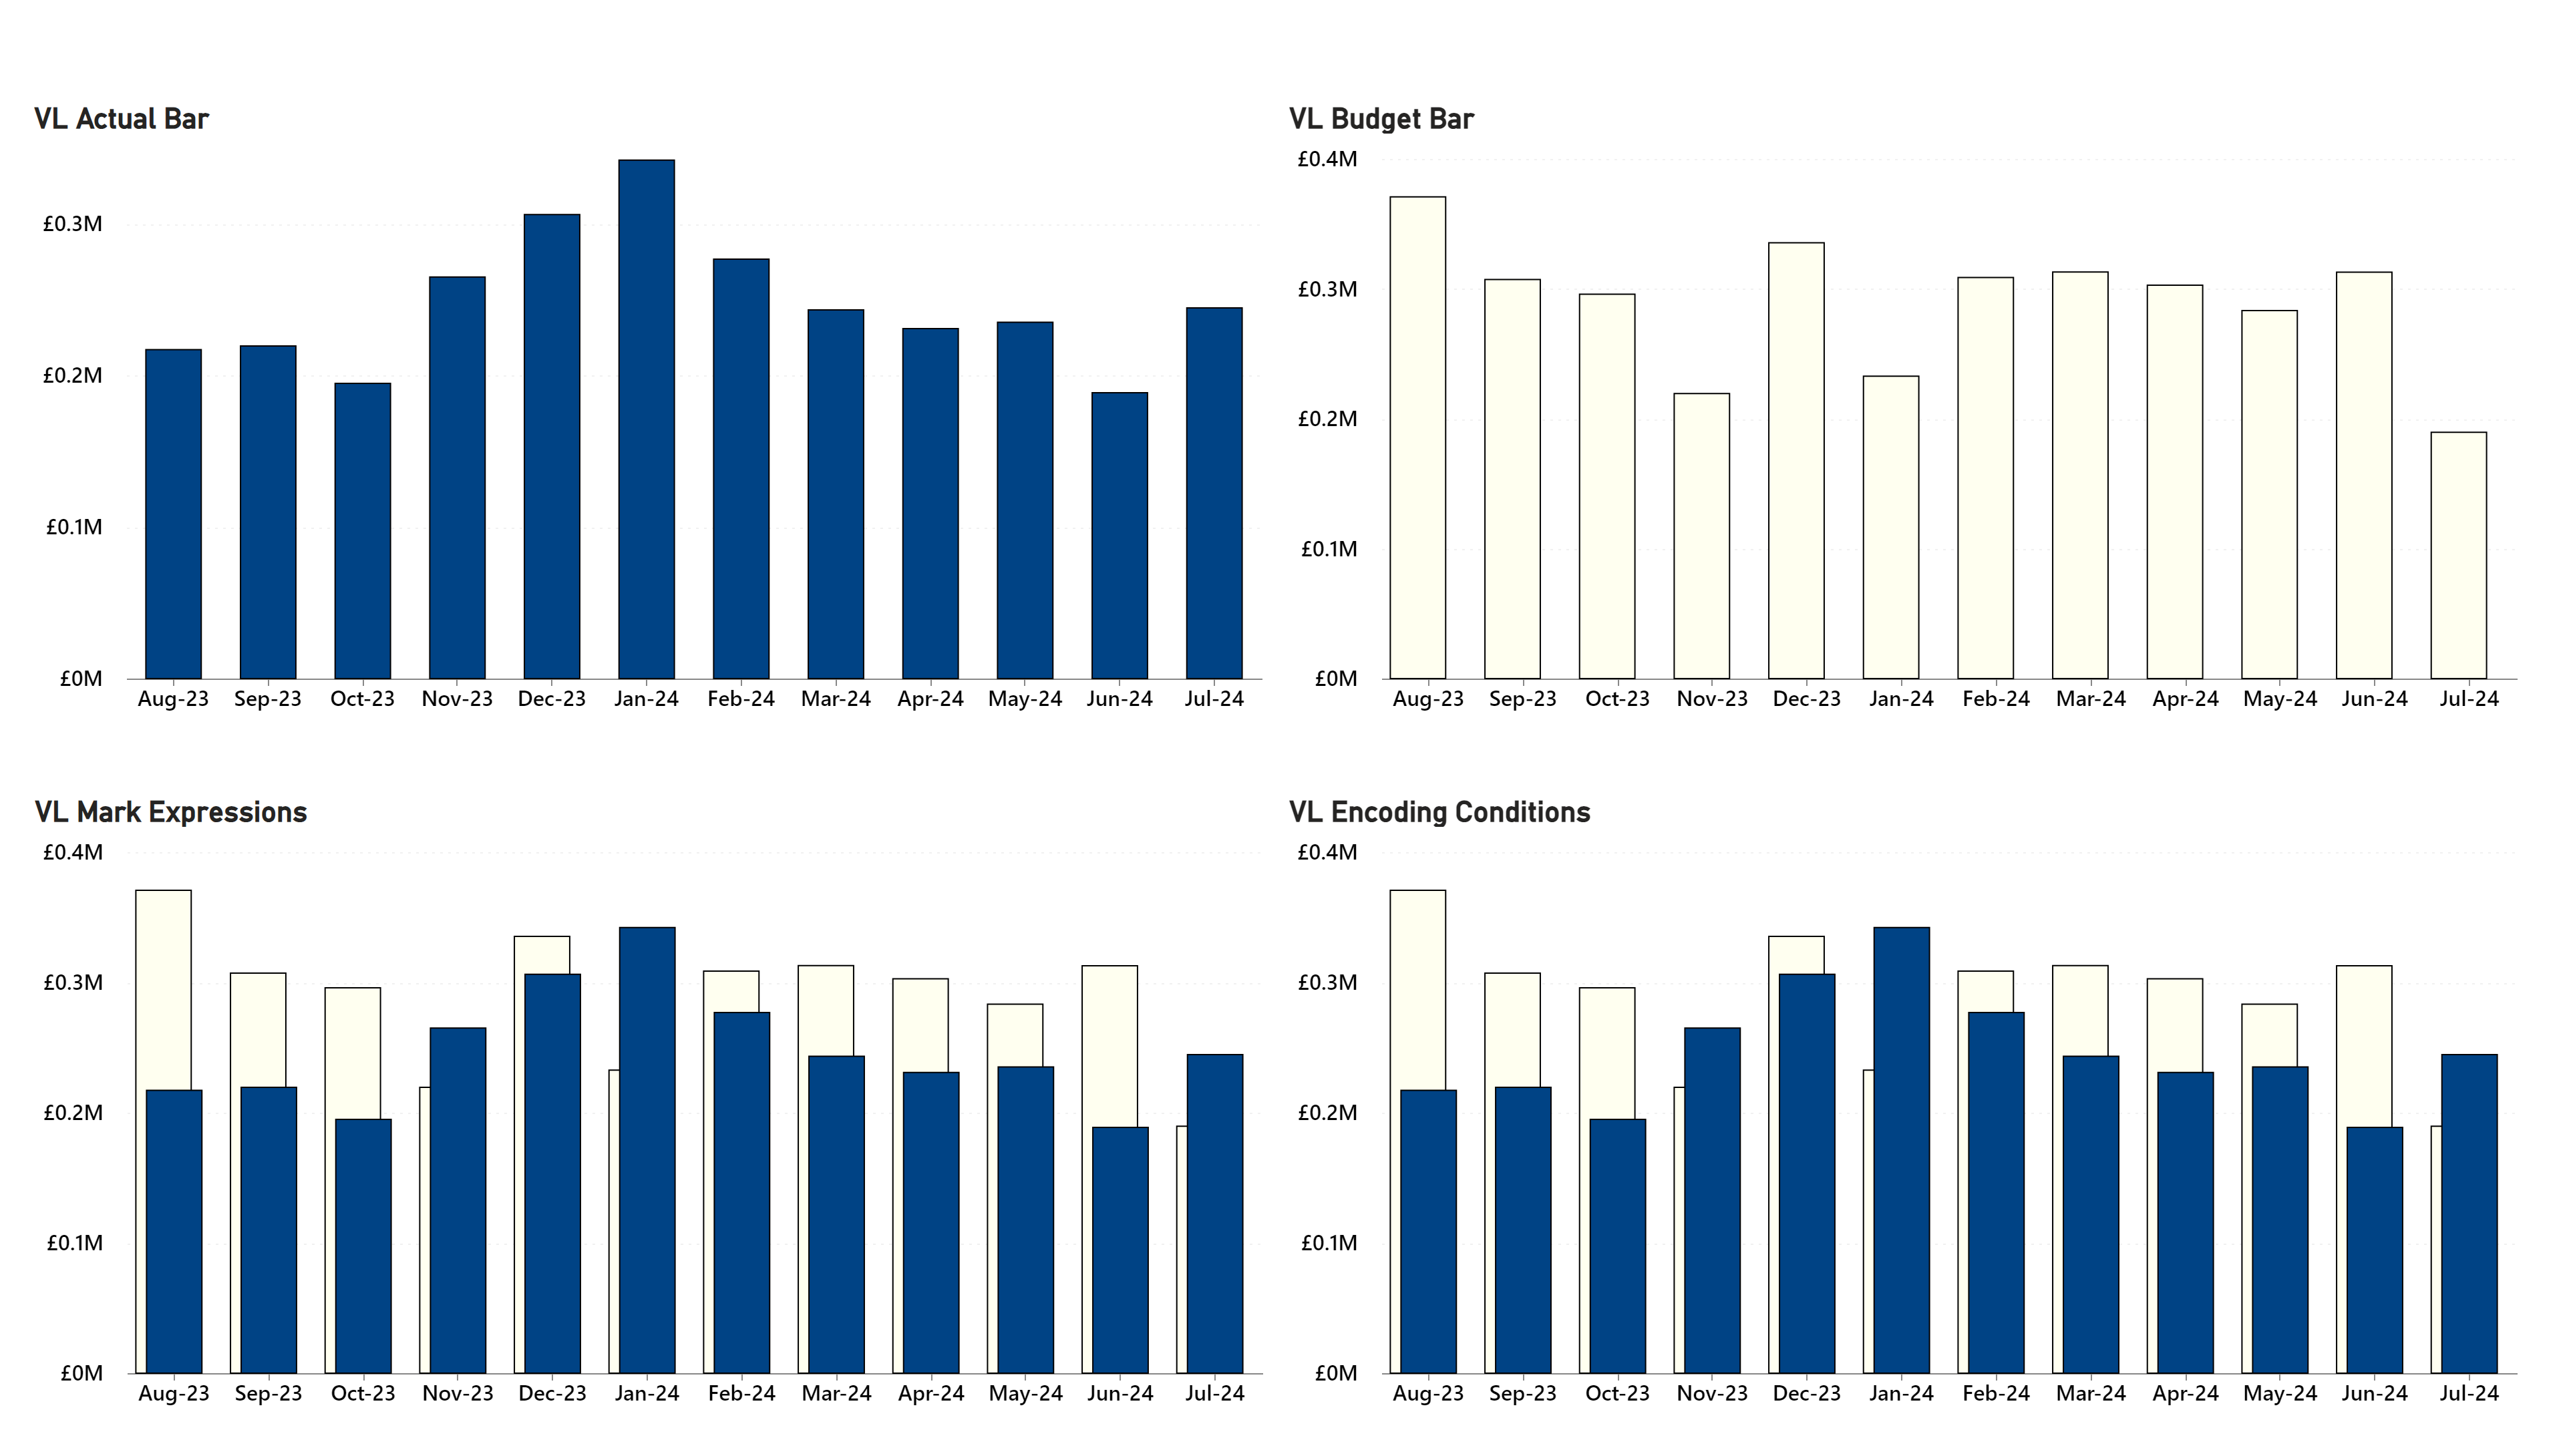 VL Actual Bar
£0.3M
£0.2M
£0.1M
£0M
Aug-23 Sep-23 Oct-23 Nov-23 Dec-23 Jan-24 Feb-24 Mar-24 Apr-24 May-24 Jun-24 Jul-24
VL Budget Bar
£0.4M
£0.3M
£0.2M
£0.1M
£0M
Aug-23 Sep-23 Oct-23 Nov-23 Dec-23 Jan-24 Feb-24 Mar-24 Apr-24 May-24 Jun-24 Jul-24
VL Mark Expressions
£0.4M
£0.3M
£0.2M
£0.1M
£0M
Aug-23 Sep-23 Oct-23 Nov-23 Dec-23 Jan-24 Feb-24 Mar-24 Apr-24 May-24 Jun-24 Jul-24
VL Encoding Conditions
£0.4M
£0.3M
£0.2M
£0.1M
£0M
Aug-23 Sep-23 Oct-23 Nov-23 Dec-23 Jan-24 Feb-24 Mar-24 Apr-24 May-24 Jun-24 Jul-24